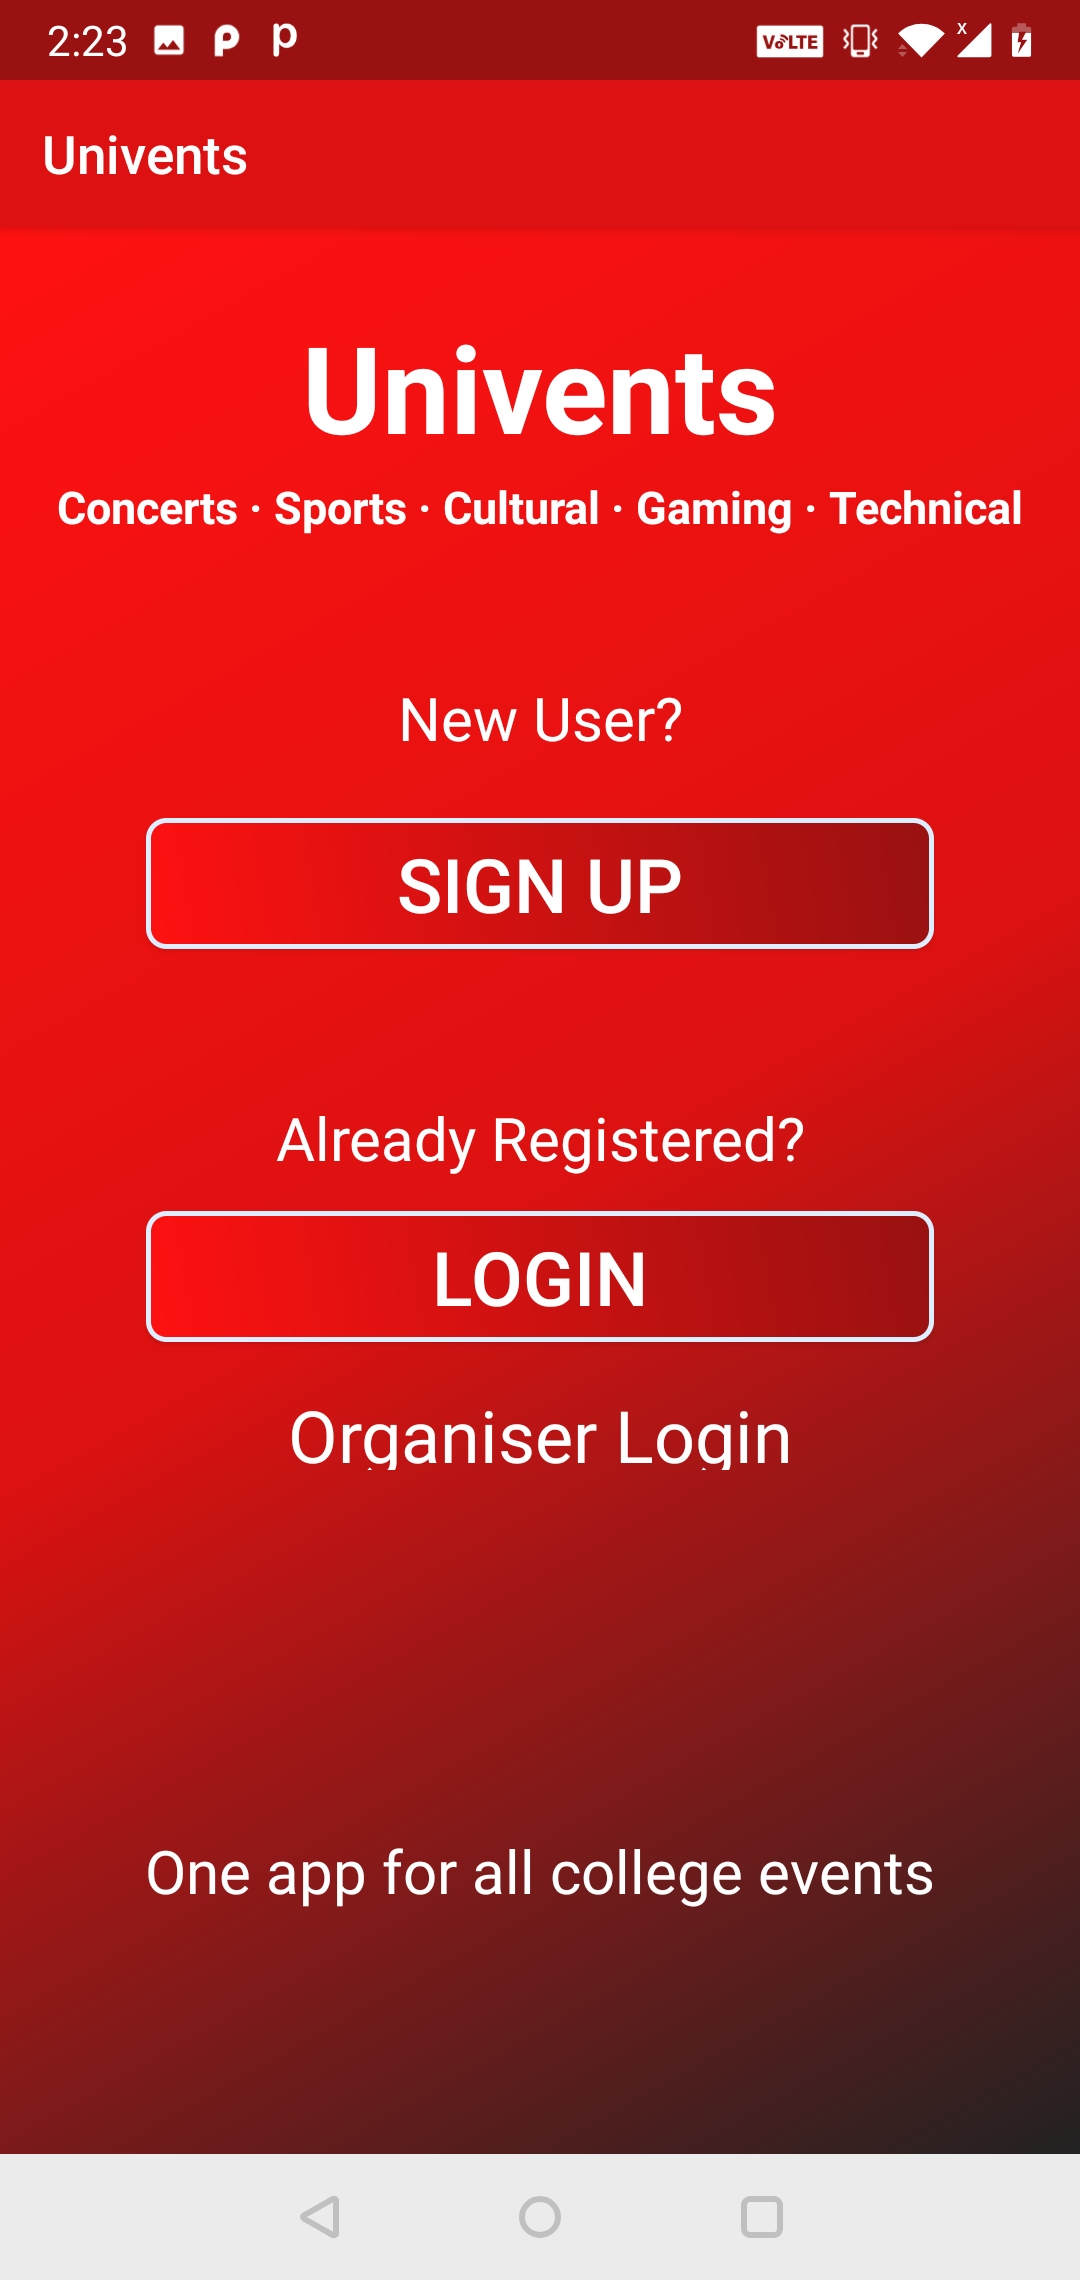 2:23 VoLTE X
Univents
Univents
Concerts · Sports · Cultural · Gaming · Technical
New User?
SIGN UP
Already Registered?
LOGIN
Organiser Login
One app for all college events